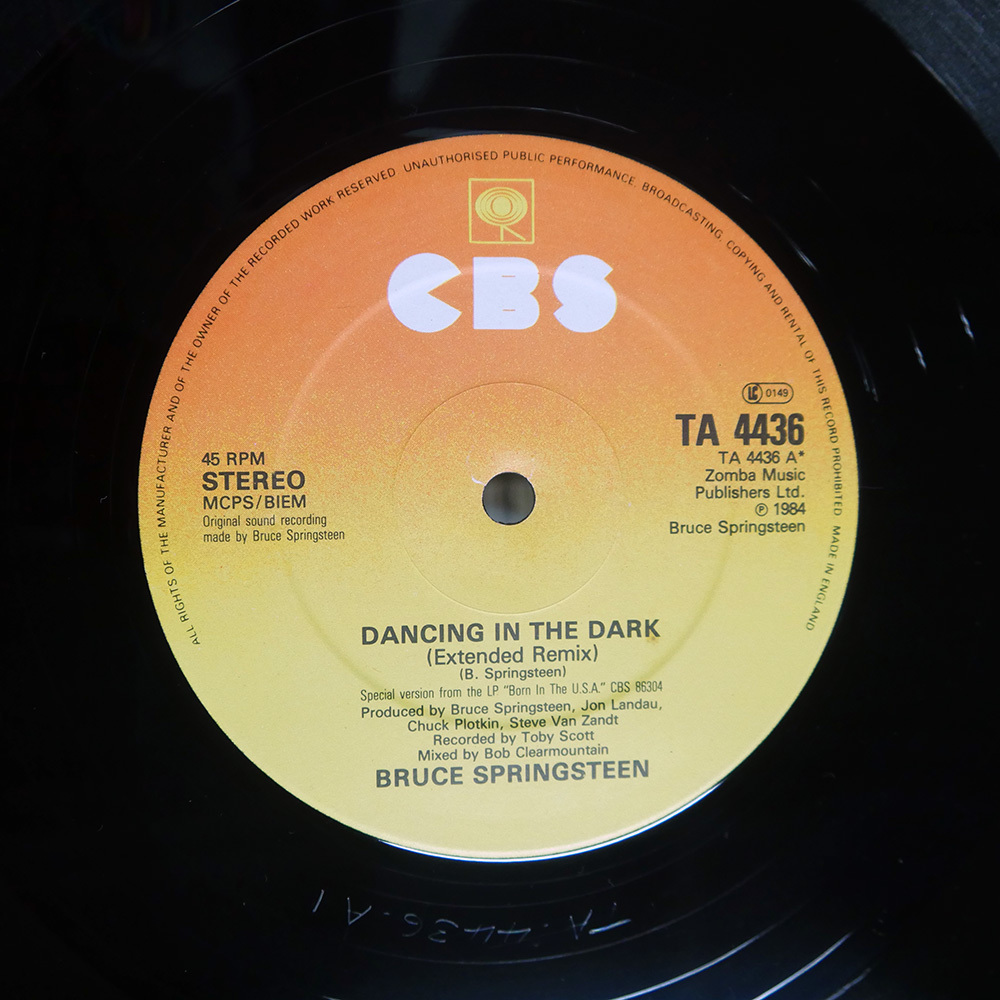 ALL RIGHTS OF THE MANUFACTURER AND OF THE OWNER OF THE RECORDED WORK RESERVED UNAUTHORISED PUBLIC PERFORMANCE, BROADCASTING, COPYING AND RENTAL OF THIS RECORD PROHIBITED MADE IN ENGLAND
CBS
LC 0149
TA 4436
TA 4436 A*
Zomba Music
Publishers Ltd.
℗ 1984
Bruce Springsteen
45 RPM
STEREO
MCPS/BIEM
Original sound recording
made by Bruce Springsteen
DANCING IN THE DARK
(Extended Remix)
(B. Springsteen)
Special version from the LP "Born In The U.S.A." CBS 86304
Produced by Bruce Springsteen, Jon Landau,
Chuck Plotkin, Steve Van Zandt
Recorded by Toby Scott
Mixed by Bob Clearmountain
BRUCE SPRINGSTEEN
TA·4436·A1